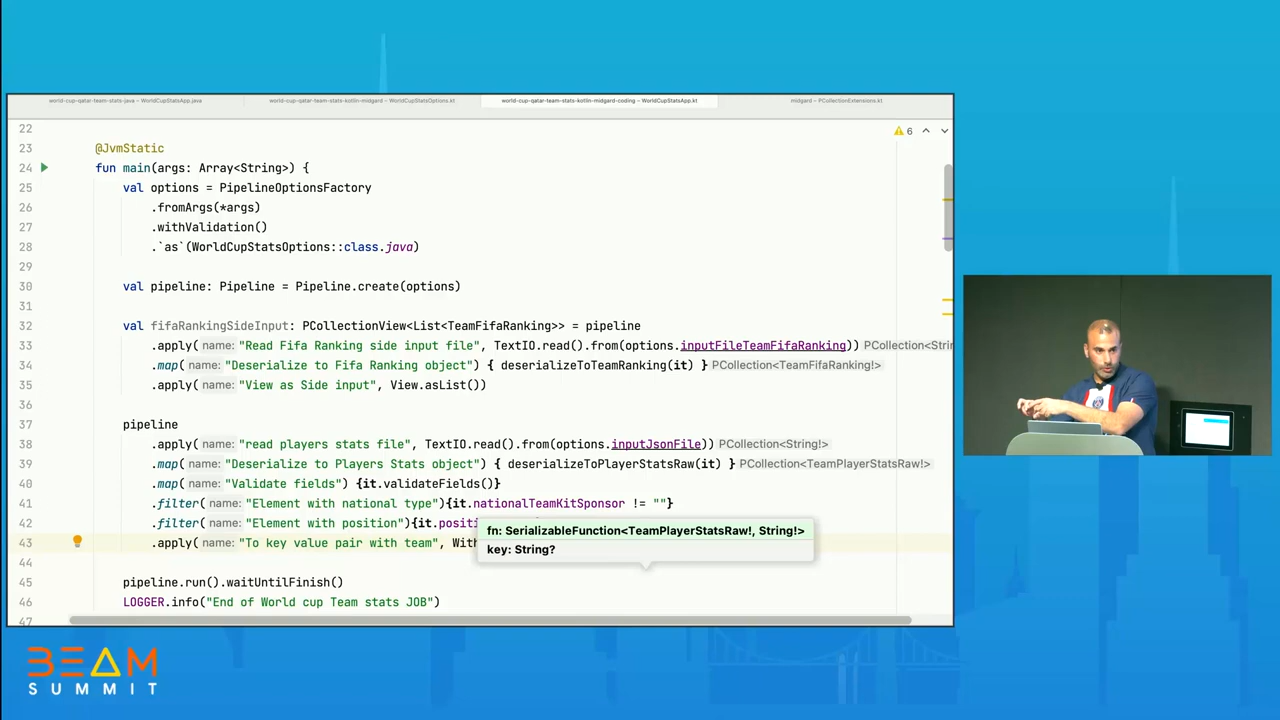 world-cup-qatar-team-stats-java – WorldCupStatsApp.java
world-cup-qatar-team-stats-kotlin-midgard – WorldCupStatsOptions.kt
world-cup-qatar-team-stats-kotlin-midgard-coding – WorldCupStatsApp.kt
midgard – PCollectionExtensions.kt
22
6
23 @JvmStatic
24 fun main(args: Array<String>) {
25 val options = PipelineOptionsFactory
26 .fromArgs(*args)
27 .withValidation()
28 .`as`(WorldCupStatsOptions::class.java)
29
30 val pipeline: Pipeline = Pipeline.create(options)
31
32 val fifaRankingSideInput: PCollectionView<List<TeamFifaRanking>> = pipeline
33 .apply( name: "Read Fifa Ranking side input file", TextIO.read().from(options.inputFileTeamFifaRanking)) PCollection<Strin
34 .map( name: "Deserialize to Fifa Ranking object") { deserializeToTeamRanking(it) } PCollection<TeamFifaRanking!>
35 .apply( name: "View as Side input", View.asList())
36
37 pipeline
38 .apply( name: "read players stats file", TextIO.read().from(options.inputJsonFile)) PCollection<String!>
39 .map( name: "Deserialize to Players Stats object") { deserializeToPlayerStatsRaw(it) } PCollection<TeamPlayerStatsRaw!>
40 .map( name: "Validate fields") {it.validateFields()}
41 .filter( name: "Element with national type"){it.nationalTeamKitSponsor != ""}
42 .filter( name: "Element with position"){it.positi
fn: SerializableFunction<TeamPlayerStatsRaw!, String!>
43 .apply( name: "To key value pair with team", Wit
key: String?
44
45 pipeline.run().waitUntilFinish()
46 LOGGER.info("End of World cup Team stats JOB")
47
BEAM
SUMMIT